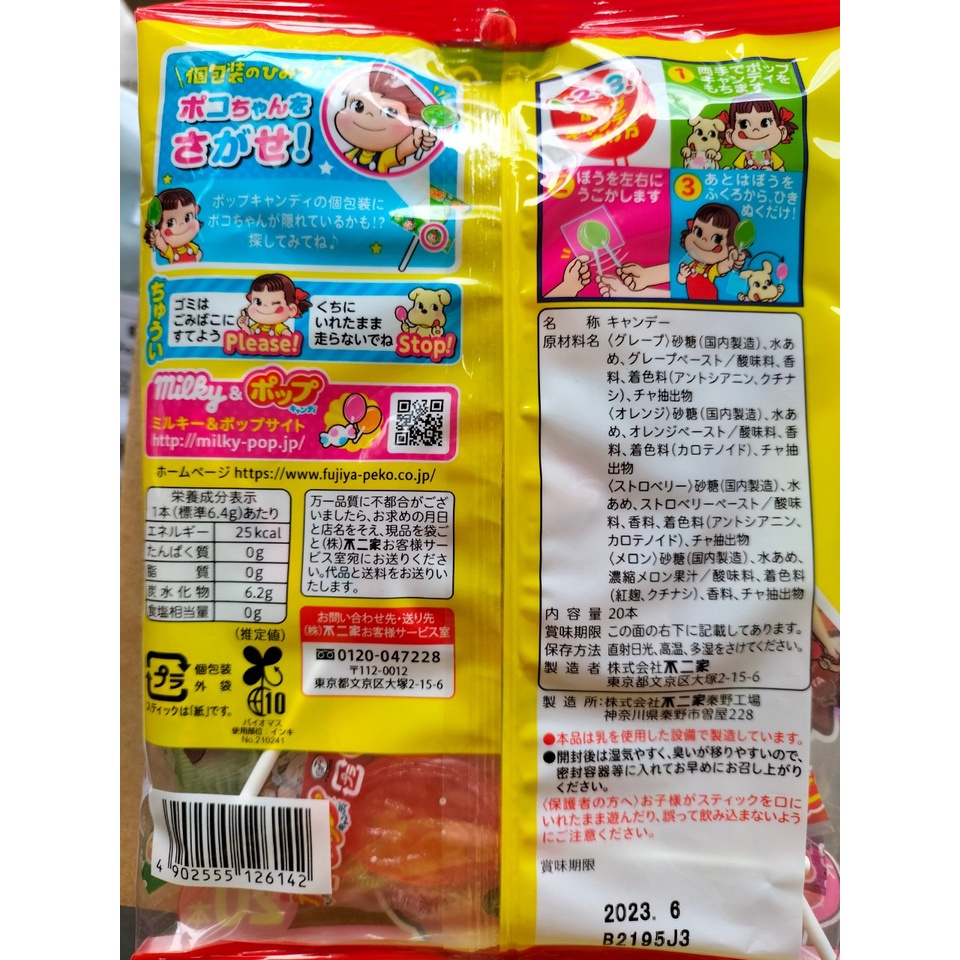 個包装のひみつ
ポコちゃんを
さがせ!
ポップキャンディの個包装に
ポコちゃんが隠れているかも!?
探してみてね♪
ちゅうい
ゴミは
ごみばこに
すてよう
Please!
くちに
いれたまま
走らないでね
Stop!
milky & ポップ
キャンディ
ミルキー&ポップサイト
http://milky-pop.jp/
ホームページ https://www.fujiya-peko.co.jp/
栄養成分表示
1本(標準6.4g)あたり
エネルギー 25kcal
たんぱく質 0g
脂質 0g
炭水化物 6.2g
食塩相当量 0g
(推定値)
万一品質に不都合がござ
いましたら、お求めの月日
と店名をそえ、現品を袋ご
と(株)不二家お客様サー
ビス室宛にお送りくださ
い。代品と送料をお送りい
たします。
お問い合わせ先・送り先
(株)不二家お客様サービス室
0120-047228
〒112-0012
東京都文京区大塚2-15-6
プラ
個包装
外袋
スティックは「紙」です。
10
バイオマス
使用部位:インキ
No.210241
4 902555 126142
1 両手でポップ
キャンディを
もちます
ぼうを左右に
うごかします
3 あとはぼうを
ふくろから、ひき
ぬくだけ!
名称 キャンデー
原材料名 〈グレープ〉砂糖(国内製造)、水あ
め、グレープペースト/酸味料、香
料、着色料(アントシアニン、クチナ
シ)、チャ抽出物
〈オレンジ〉砂糖(国内製造)、水あ
め、オレンジペースト/酸味料、香
料、着色料(カロテノイド)、チャ抽
出物
〈ストロベリー〉砂糖(国内製造)、水
あめ、ストロベリーペースト/酸味
料、香料、着色料(アントシアニン、
カロテノイド)、チャ抽出物
〈メロン〉砂糖(国内製造)、水あめ、
濃縮メロン果汁/酸味料、着色料
(紅麹、クチナシ)、香料、チャ抽出物
内容量 20本
賞味期限 この面の右下に記載してあります。
保存方法 直射日光、高温、多湿をさけてください。
製造者 株式会社不二家
東京都文京区大塚2-15-6
製造所:株式会社不二家秦野工場
神奈川県秦野市曽屋228
●本品は乳を使用した設備で製造しています。
●開封後は湿気やすく、臭いが移りやすいので、
密封容器等に入れてお早めにお召し上がり
ください。
〈保護者の方へ〉お子様がスティックを口に
いれたまま遊んだり、誤って飲み込まないよう
にご注意ください。
賞味期限
2023. 6
B2195J3